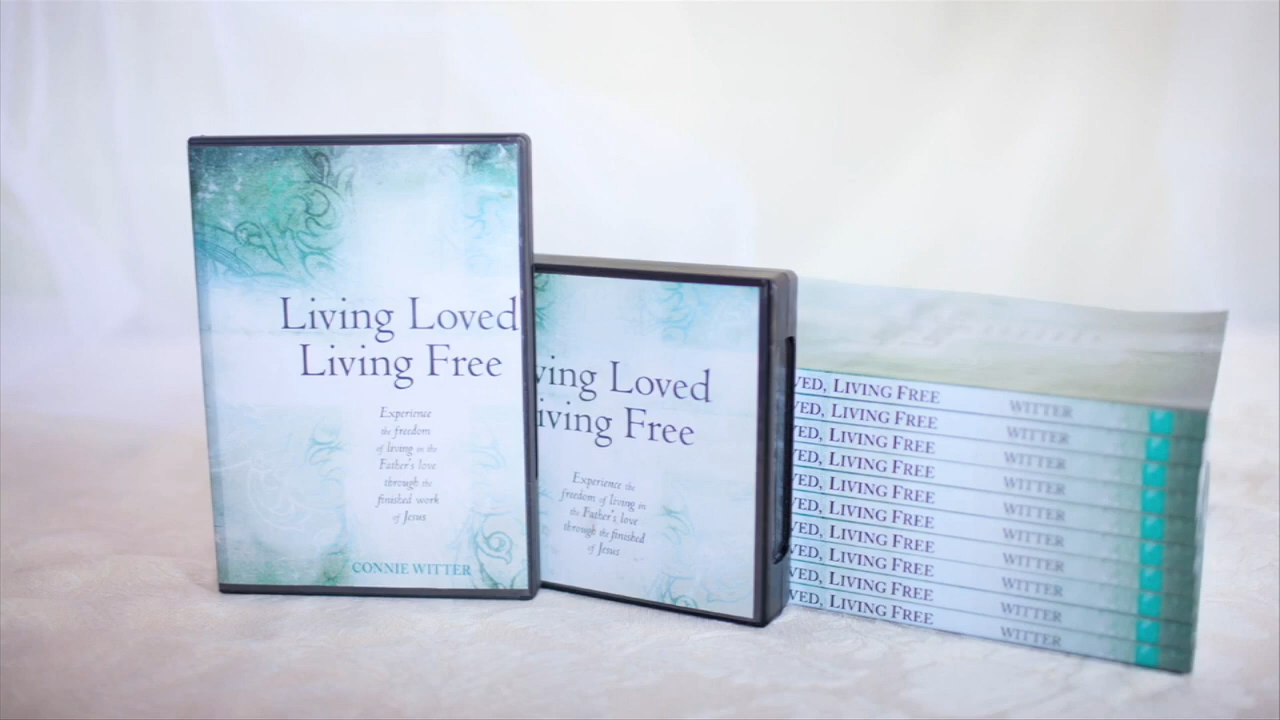 Living Loved
Living Free
Experience
the freedom
of living in the
Father's love
through the
finished work
of Jesus
CONNIE WITTER
ving Loved
iving Free
Experience the
freedom of living in
the Father's love
through the finished
of Jesus
VED, LIVING FREE WITTER
VED, LIVING FREE WITTER
VED, LIVING FREE WITTER
VED, LIVING FREE WITTER
VED, LIVING FREE WITTER
VED, LIVING FREE WITTER
VED, LIVING FREE WITTER
VED, LIVING FREE WITTER
VED, LIVING FREE WITTER
VED, LIVING FREE WITTER